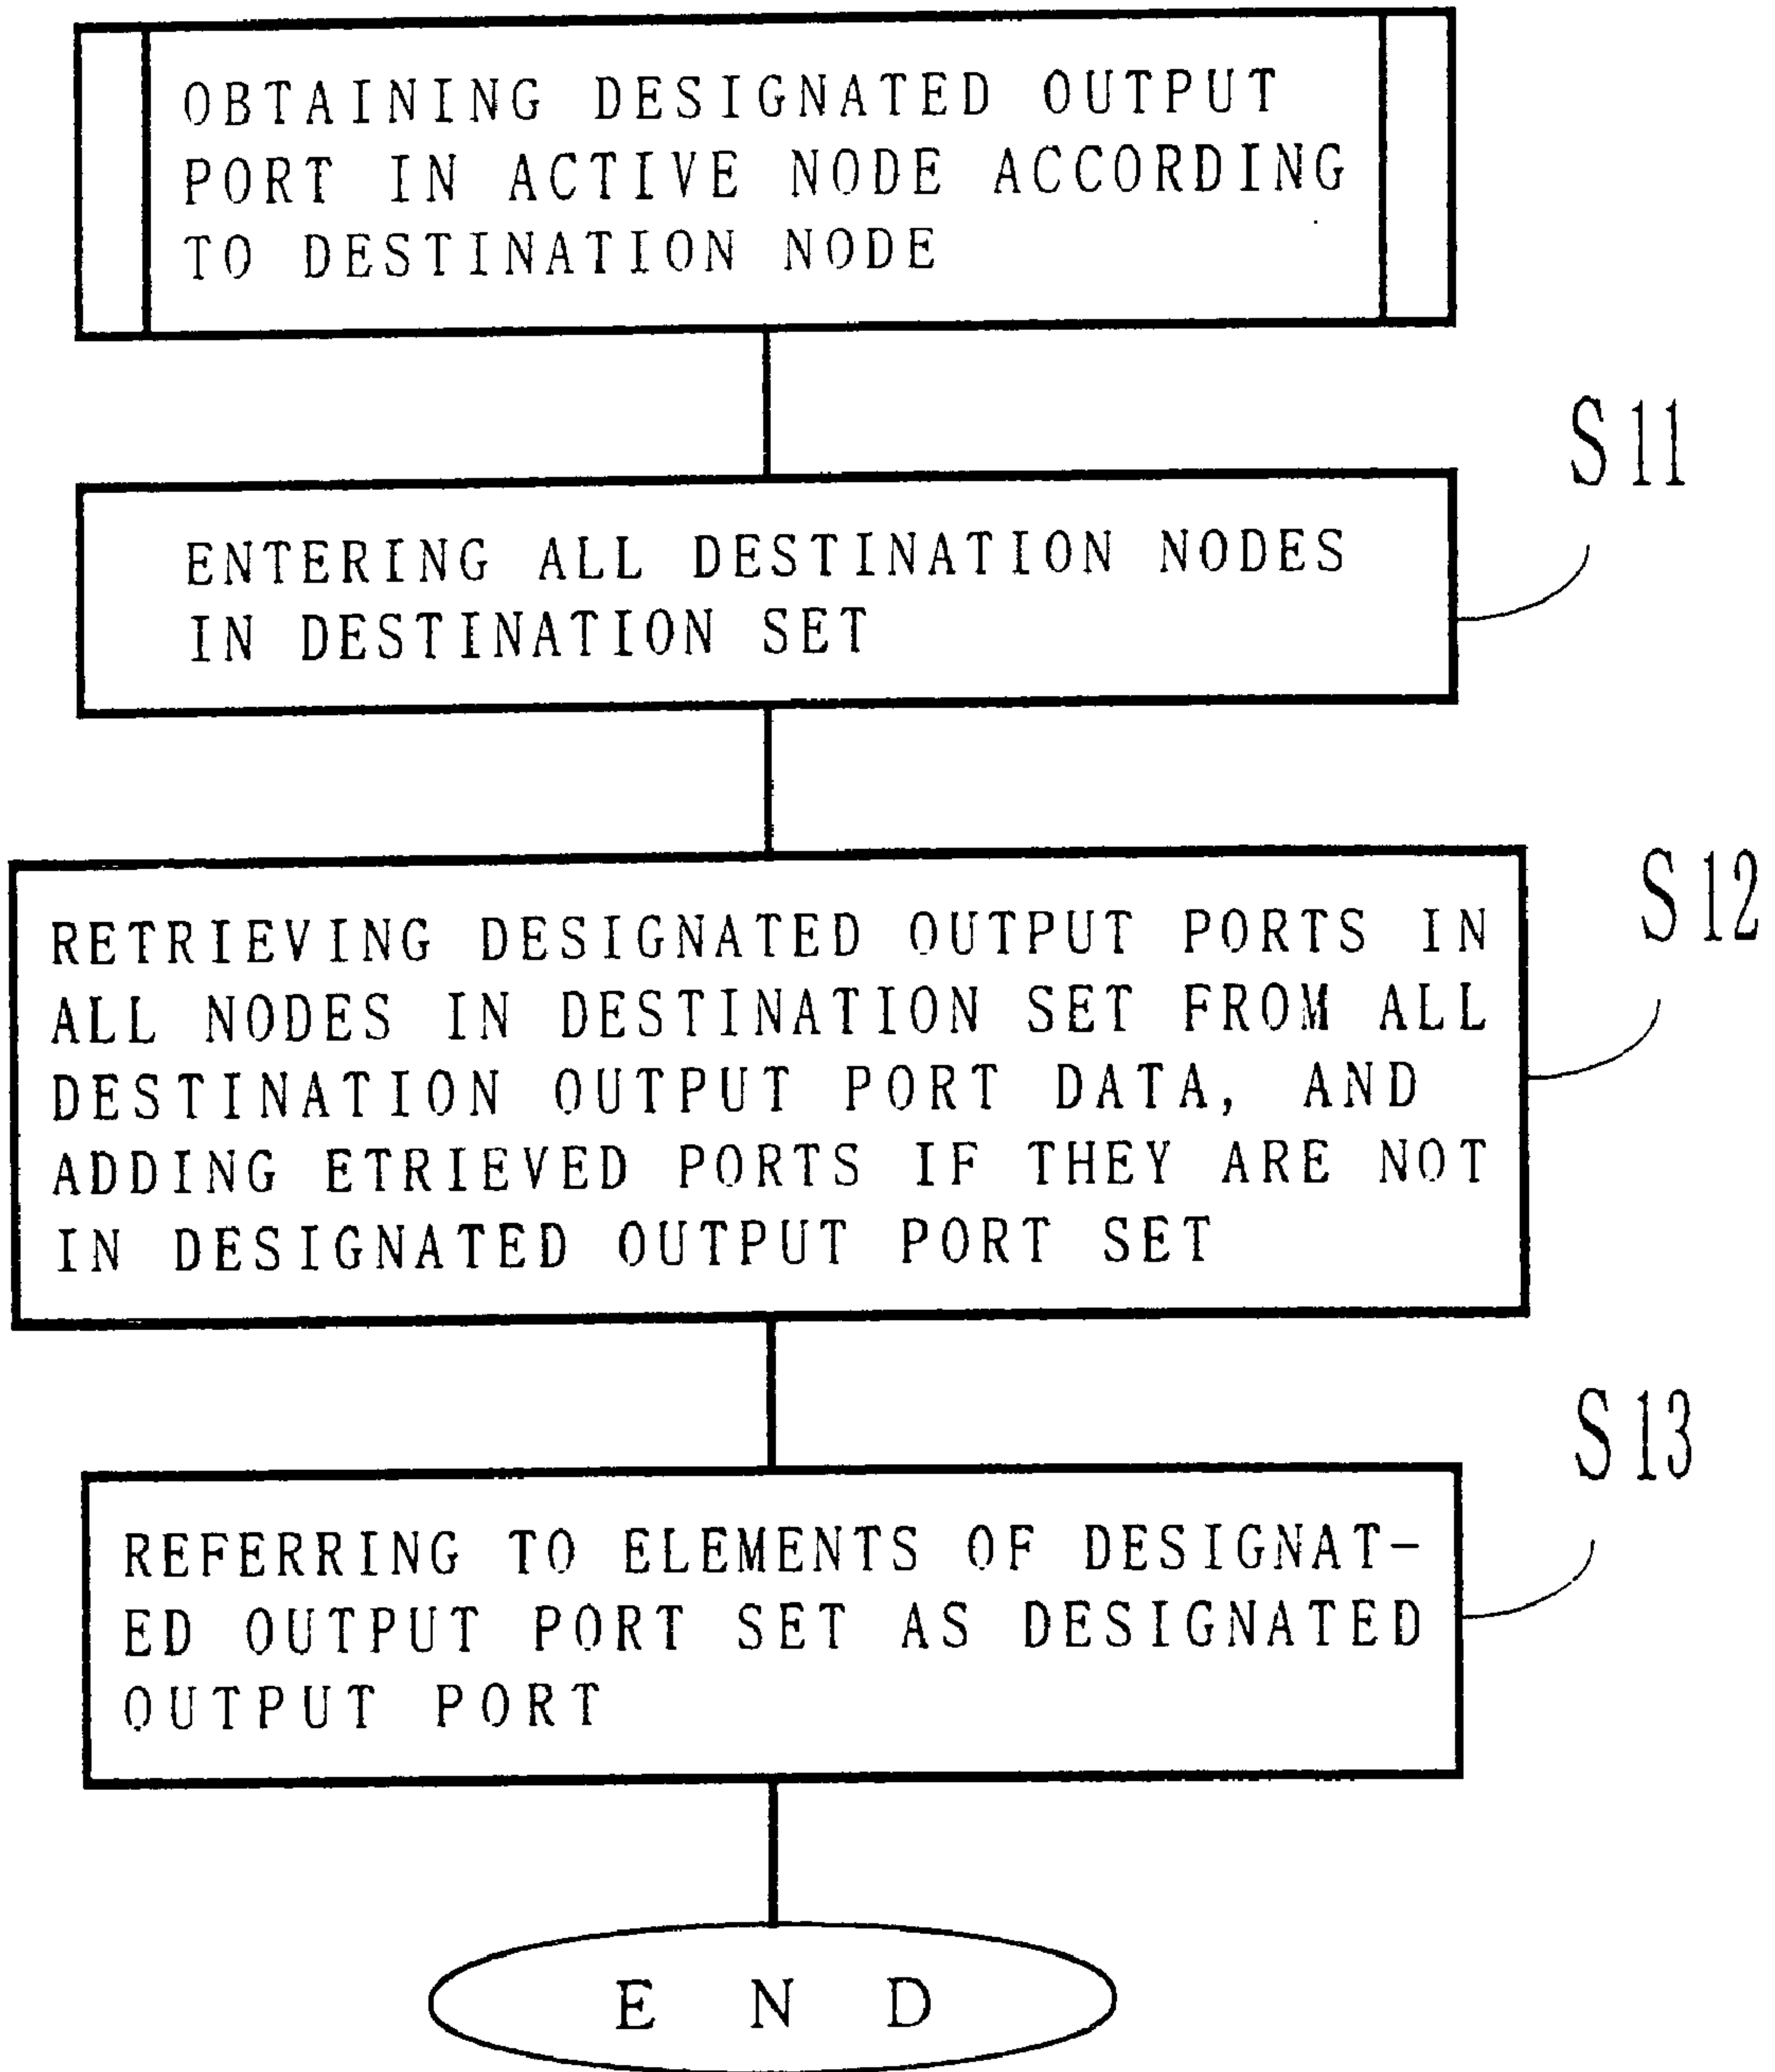 OBTAINING DESIGNATED OUTPUT
PORT IN ACTIVE NODE ACCORDING
TO DESTINATION NODE
S11
ENTERING ALL DESTINATION NODES
IN DESTINATION SET
S12
RETRIEVING DESIGNATED OUTPUT PORTS IN
ALL NODES IN DESTINATION SET FROM ALL
DESTINATION OUTPUT PORT DATA, AND
ADDING ETRIEVED PORTS IF THEY ARE NOT
IN DESIGNATED OUTPUT PORT SET
S13
REFERRING TO ELEMENTS OF DESIGNAT-
ED OUTPUT PORT SET AS DESIGNATED
OUTPUT PORT
END